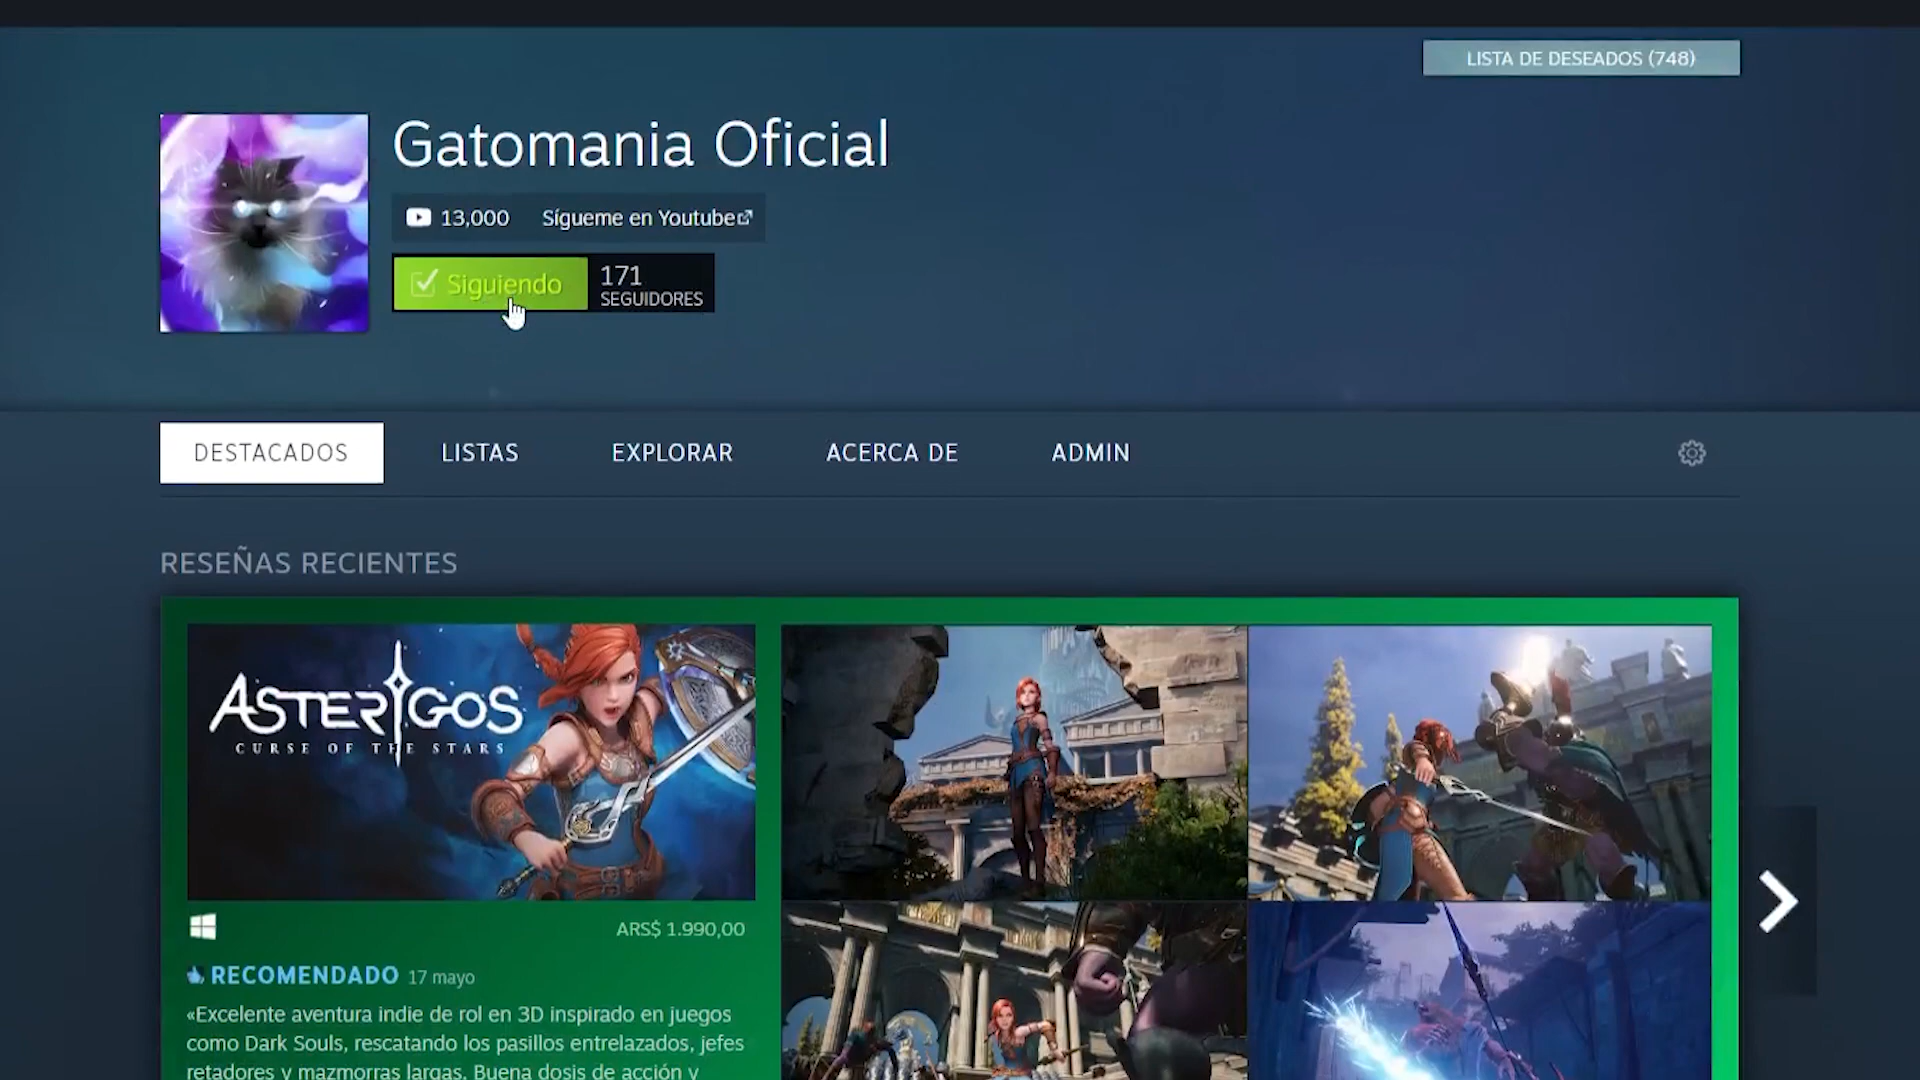 LISTA DE DESEADOS (748)
Gatomania Oficial
13,000 Sígueme en Youtube
Siguiendo
171
SEGUIDORES
DESTACADOS LISTAS EXPLORAR ACERCA DE ADMIN
RESEÑAS RECIENTES
ASTERIGOS
CURSE OF THE STARS
ARS$ 1.990,00
RECOMENDADO 17 mayo
«Excelente aventura indie de rol en 3D inspirado en juegos
como Dark Souls, rescatando los pasillos entrelazados, jefes
retadores y mazmorras largas. Buena dosis de acción y